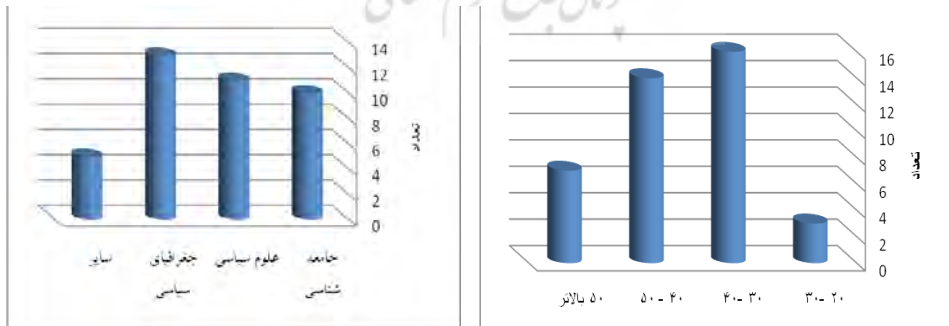 14
12
10
8
6
4
2
0
تعداد
جامعه شناسی
علوم سیاسی
جغرافیای سیاسی
سایر
16
14
12
10
8
6
4
2
0
تعداد
۲۰ -۳۰
۳۰ -۴۰
۴۰ - ۵۰
۵۰ بالاتر